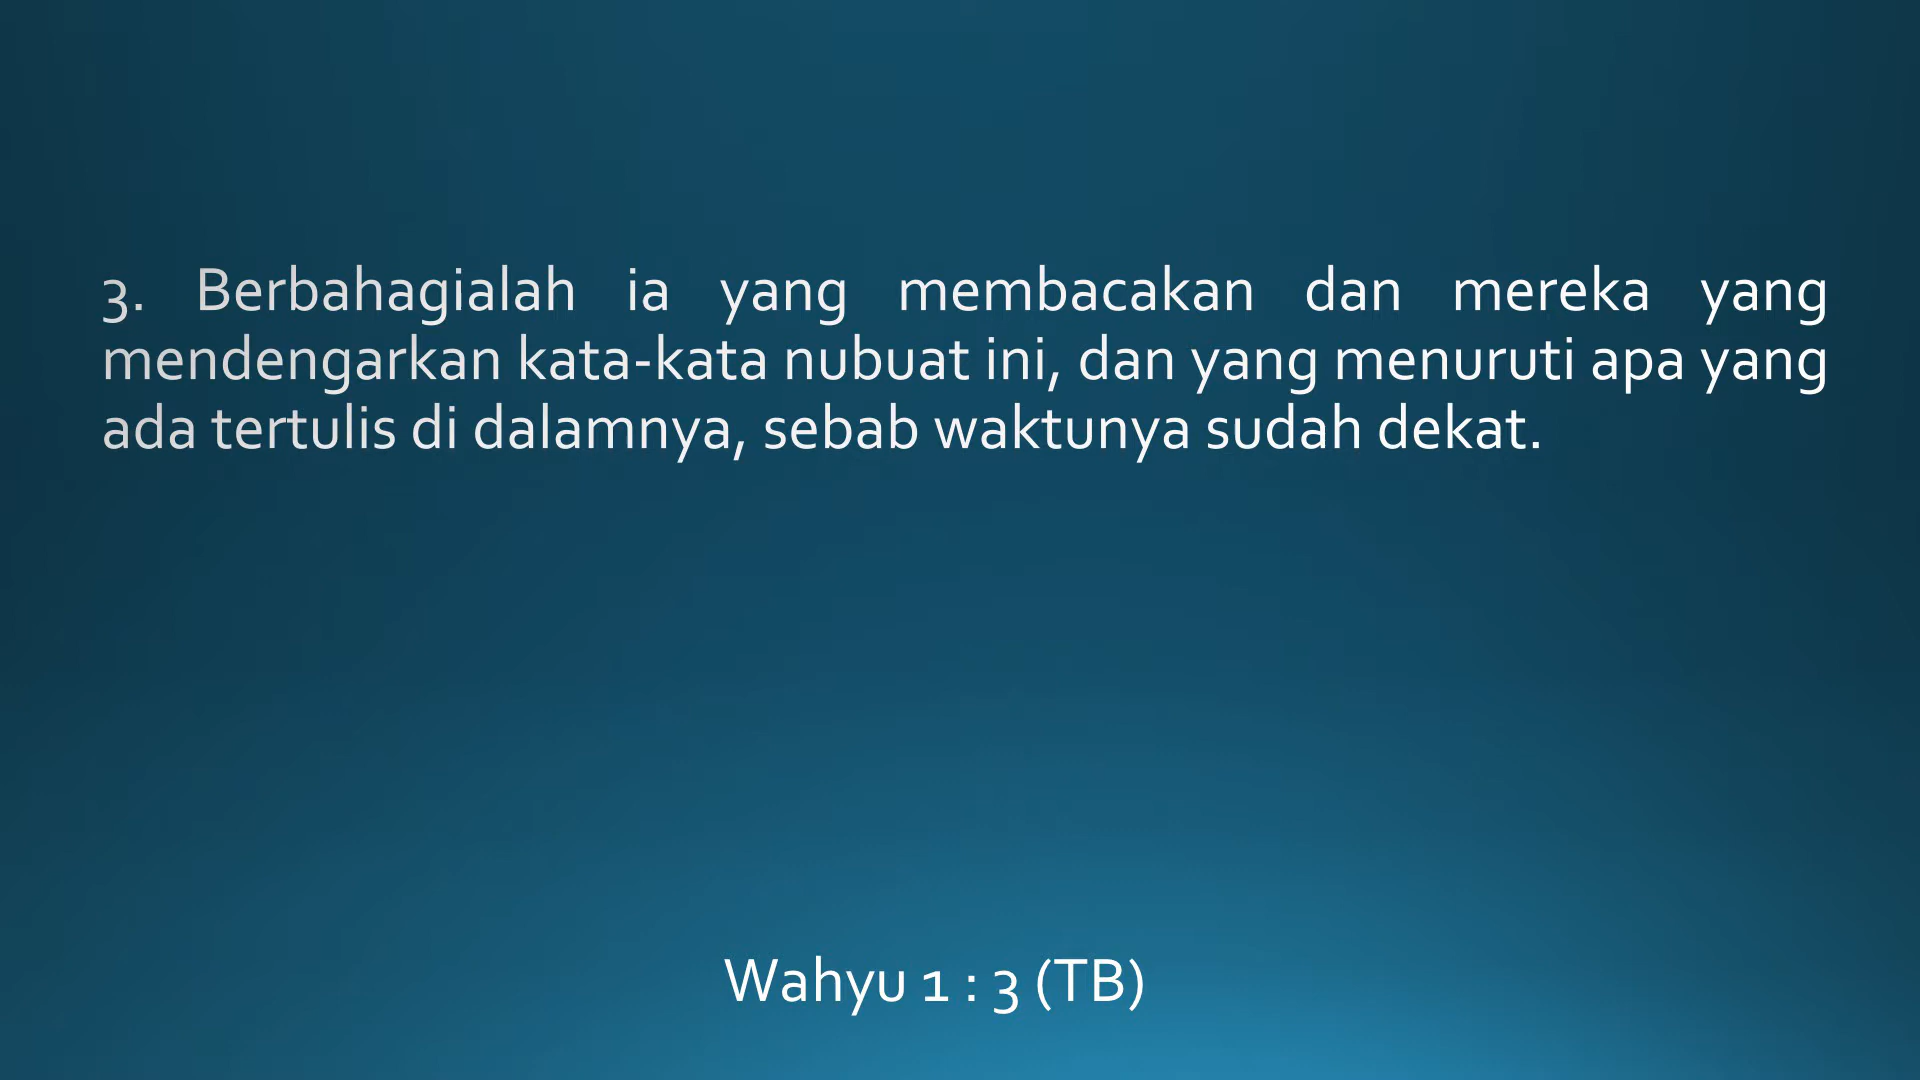 3. Berbahagialah ia yang membacakan dan mereka yang
mendengarkan kata-kata nubuat ini, dan yang menuruti apa yang
ada tertulis di dalamnya, sebab waktunya sudah dekat.
Wahyu 1 : 3 (TB)